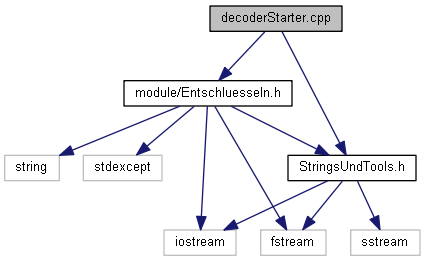 decoderStarter.cpp
module/Entschluesseln.h
string
stdexcept
StringsUndTools.h
iostream
fstream
sstream